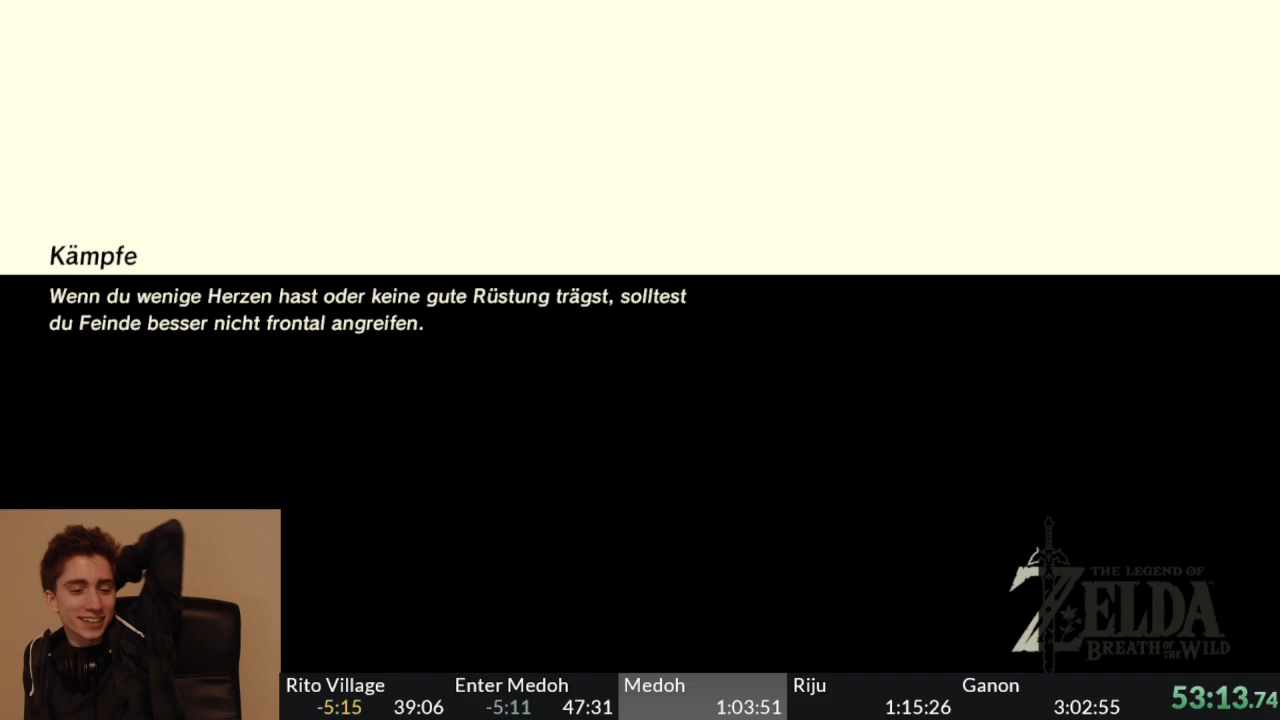 Kämpfe
Wenn du wenige Herzen hast oder keine gute Rüstung trägst, solltest
du Feinde besser nicht frontal angreifen.
THE LEGEND OF
ZELDA
BREATH OF THE WILD
Rito Village
-5:15 39:06
Enter Medoh
-5:11 47:31
Medoh
1:03:51
Riju
1:15:26
Ganon
3:02:55
53:13.74